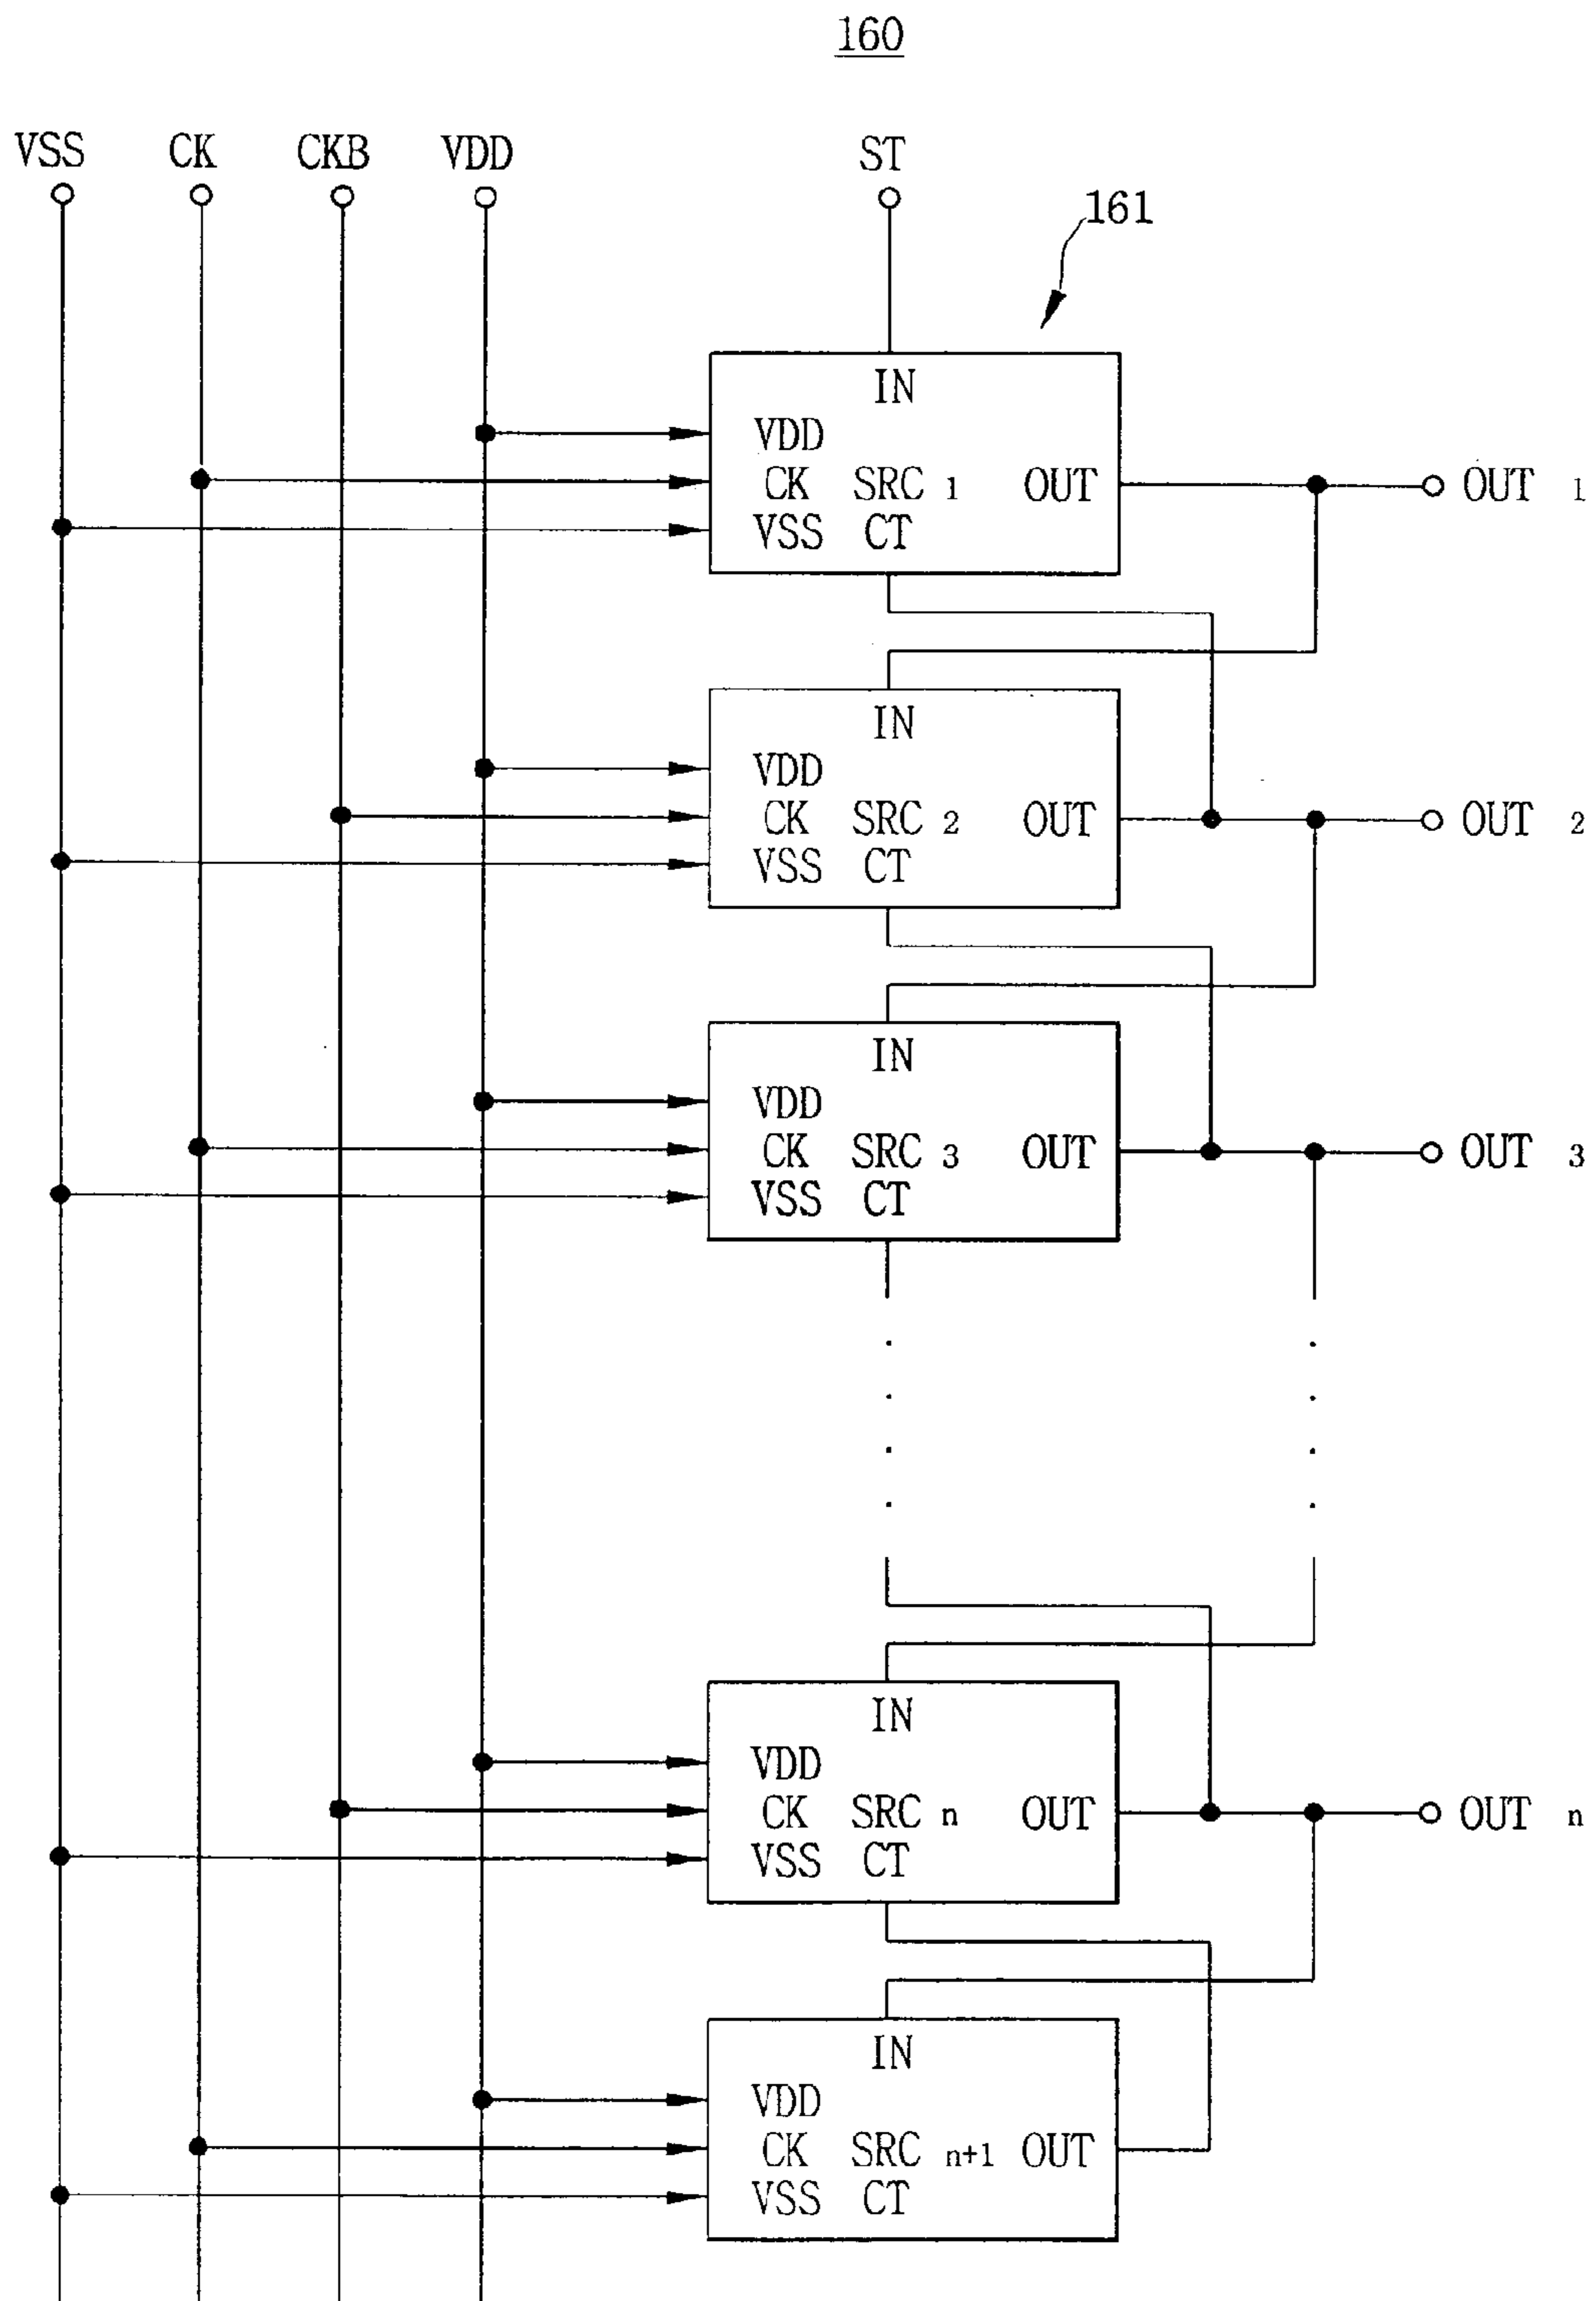 160
VSS CK CKB VDD ST
161
IN
VDD
CK SRC 1 OUT OUT 1
VSS CT
IN
VDD
CK SRC 2 OUT OUT 2
VSS CT
IN
VDD
CK SRC 3 OUT OUT 3
VSS CT
IN
VDD
CK SRC n OUT OUT n
VSS CT
IN
VDD
CK SRC n+1 OUT
VSS CT